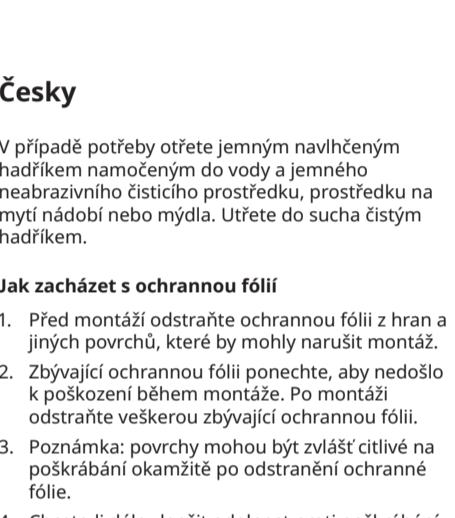 Česky
V případě potřeby otřete jemným navlhčeným
hadříkem namočeným do vody a jemného
neabrazivního čisticího prostředku, prostředku na
mytí nádobí nebo mýdla. Utřete do sucha čistým
hadříkem.
Jak zacházet s ochrannou fólií
1. Před montáží odstraňte ochrannou fólii z hran a
jiných povrchů, které by mohly narušit montáž.
2. Zbývající ochrannou fólii ponechte, aby nedošlo
k poškození během montáže. Po montáži
odstraňte veškerou zbývající ochrannou fólii.
3. Poznámka: povrchy mohou být zvlášť citlivé na
poškrábání okamžitě po odstranění ochranné
fólie.